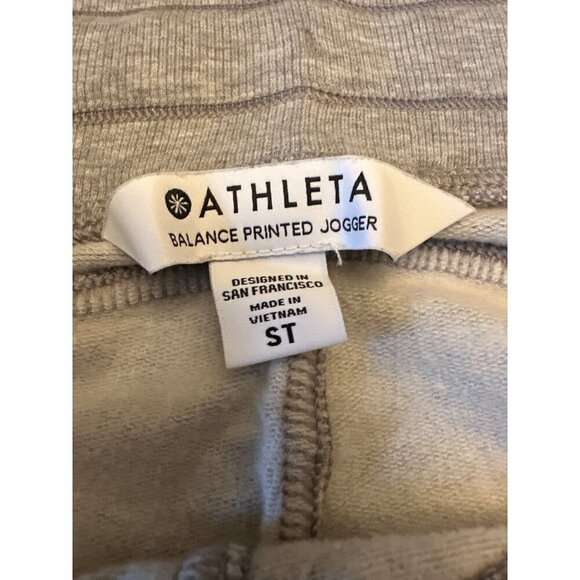 ATHLETA
BALANCE PRINTED JOGGER
DESIGNED IN
SAN FRANCISCO
MADE IN
VIETNAM
ST